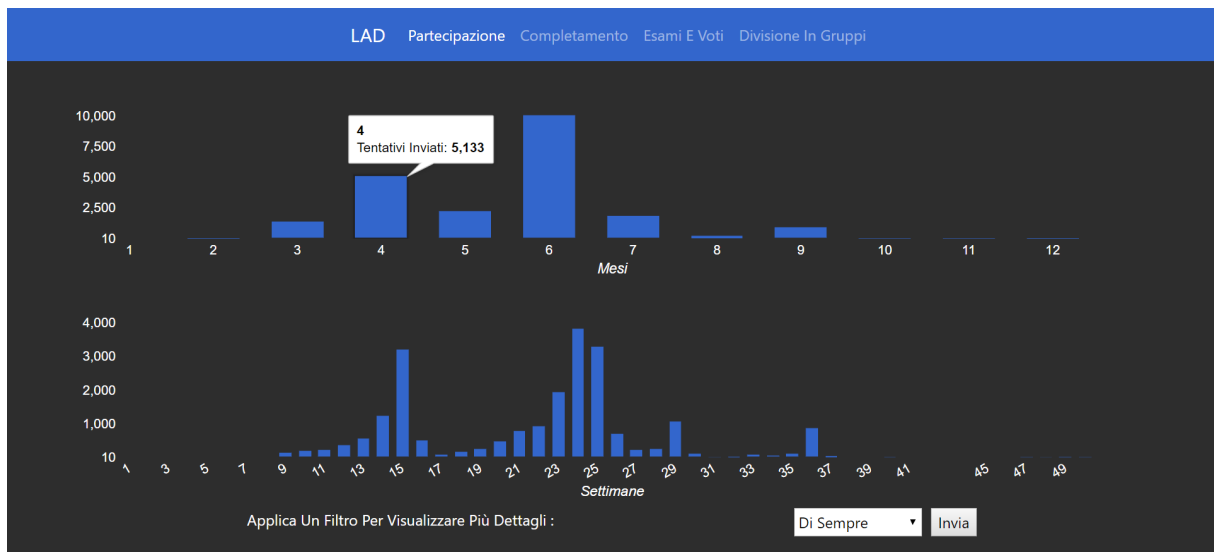 LAD Partecipazione Completamento Esami E Voti Divisione In Gruppi
10,000
7,500
5,000
2,500
10
4
Tentativi Inviati: 5,133
1 2 3 4 5 6 7 8 9 10 11 12
Mesi
4,000
3,000
2,000
1,000
10
1 3 5 7 9 11 13 15 17 19 21 23 25 27 29 31 33 35 37 39 41 45 47 49
Settimane
Applica Un Filtro Per Visualizzare Più Dettagli : Di Sempre Invia